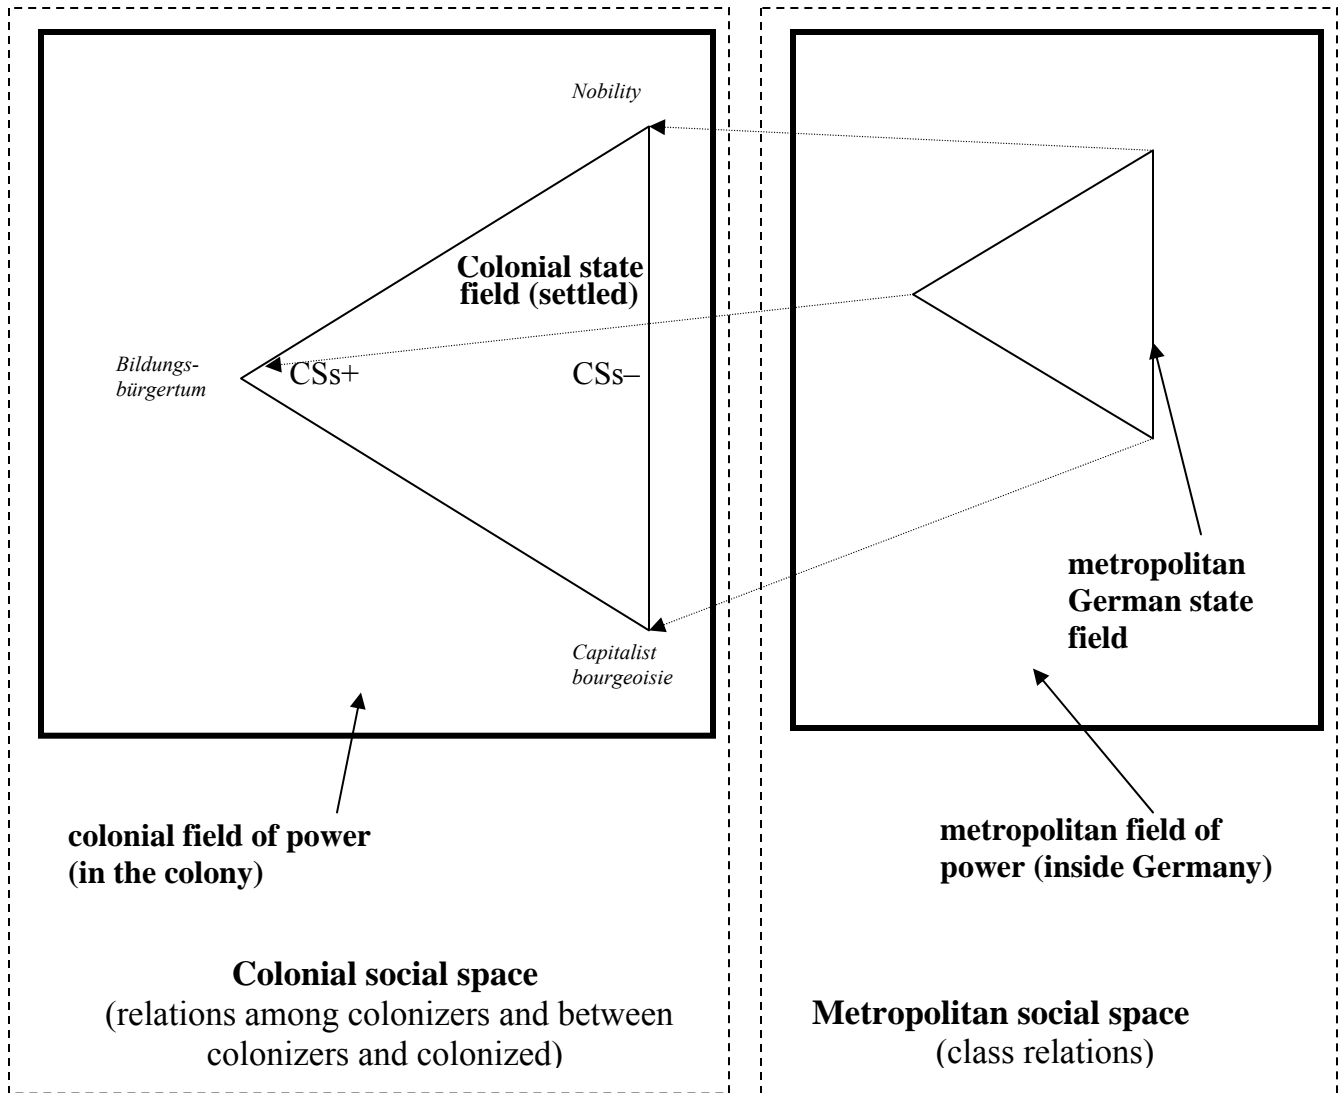 Nobility
Colonial state
field (settled)
Bildungs-
bürgertum
CSs+
CSs–
Capitalist
bourgeoisie
colonial field of power
(in the colony)
Colonial social space
(relations among colonizers and between
colonizers and colonized)
metropolitan
German state
field
metropolitan field of
power (inside Germany)
Metropolitan social space
(class relations)